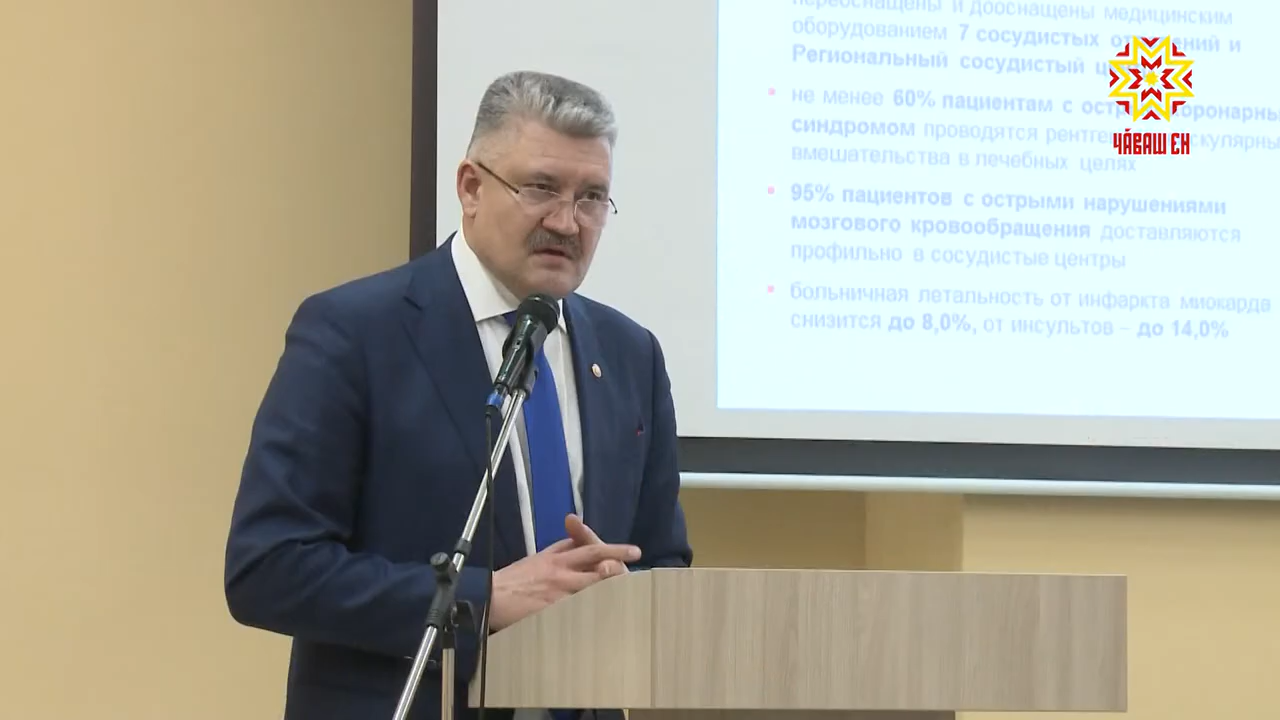 переоснащены и дооснащены медицинским
оборудованием 7 сосудистых и
Региональный сосудистый
• не менее 60% пациентам с
синдромом проводятся
вмешательства в лечебных целях
• 95% пациентов с острыми нарушениями
мозгового кровообращения доставляются
профильно в сосудистые центры
• больничная летальность от инфаркта миокарда
снизится до 8,0%, от инсультов – до 14,0%
ЧӐВАШ ЕН